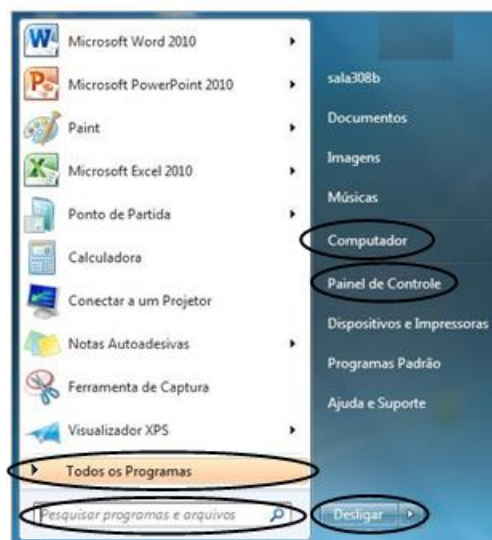 Microsoft Word 2010
Microsoft PowerPoint 2010
Paint
Microsoft Excel 2010
Ponto de Partida
Calculadora
Conectar a um Projetor
Notas Autoadesivas
Ferramenta de Captura
Visualizador XPS
Todos os Programas
Pesquisar programas e arquivos
sala308b
Documentos
Imagens
Músicas
Computador
Painel de Controle
Dispositivos e Impressoras
Programas Padrão
Ajuda e Suporte
Desligar